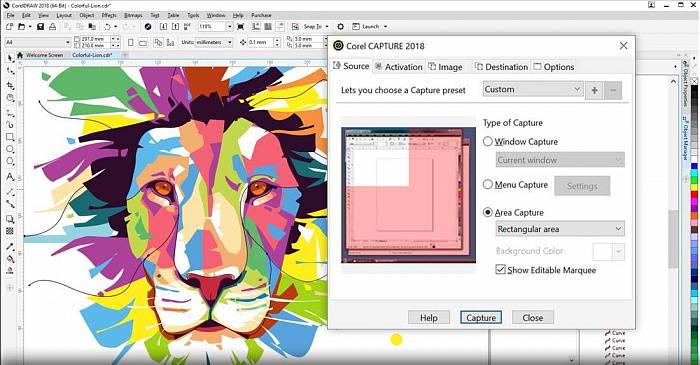 CorelDRAW 2018 (64-Bit) - Colorful-Lion.cdr*
File Edit View Layout Object Effects Bitmaps Text Table Tools Window Help
119% Snap To Launch
A4 297.0 mm 210.0 mm Units: millimeters 0.1 mm 5.0 mm 5.0 mm
Welcome Screen Colorful-Lion.cdr*
Corel CAPTURE 2018
Source Activation Image Destination Options
Lets you choose a Capture preset Custom
Type of Capture
Window Capture
Current window
Menu Capture Settings
Area Capture
Rectangular area
Background Color
Show Editable Marquee
Help Capture Close
Object Properties
Object Manager
Curve
Curve
Curve
Curve